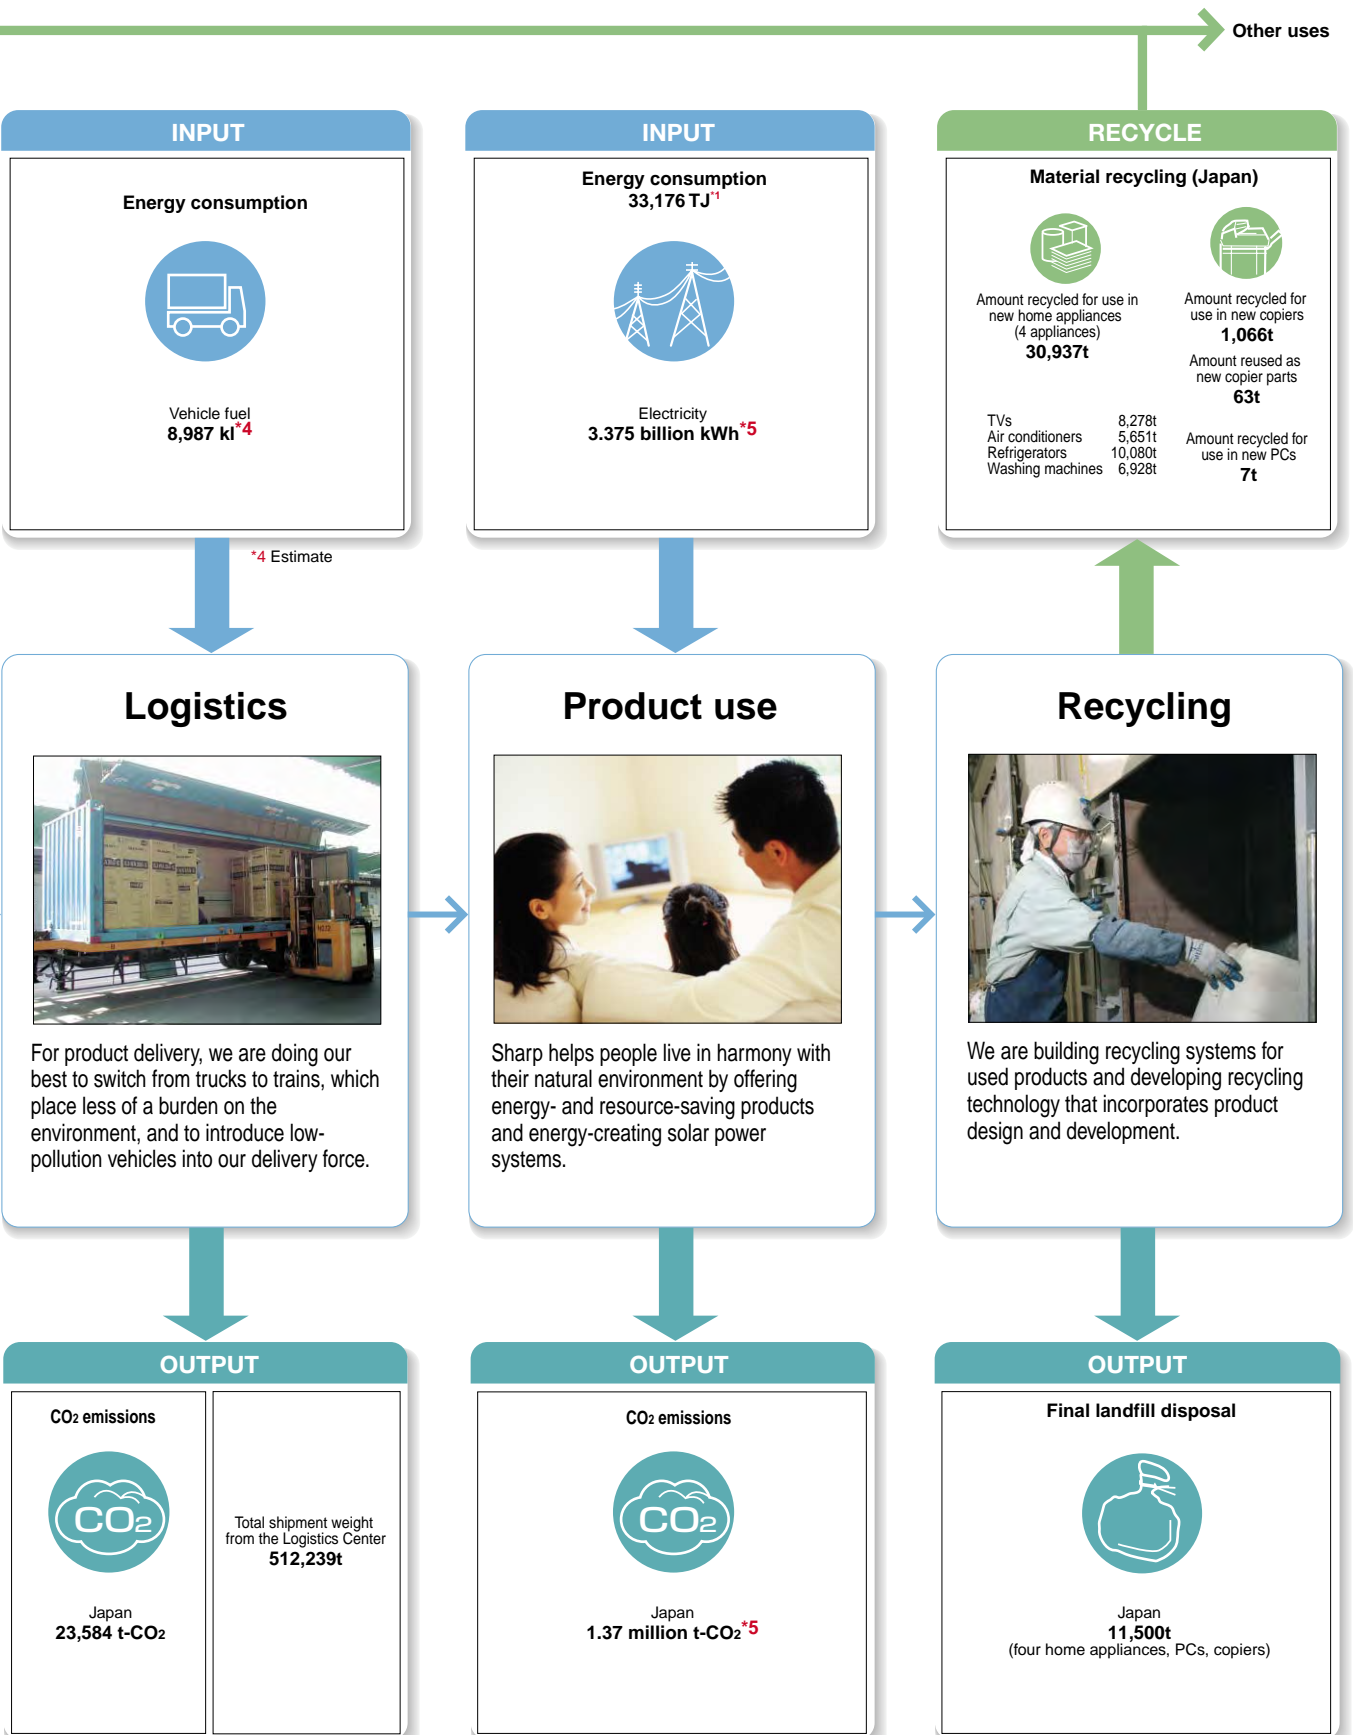 Other uses
INPUT
Energy consumption
Vehicle fuel
8,987 kl*4
*4 Estimate
INPUT
Energy consumption
33,176 TJ*1
Electricity
3.375 billion kWh*5
RECYCLE
Material recycling (Japan)
Amount recycled for use in
new home appliances
(4 appliances)
30,937t
TVs 8,278t
Air conditioners 5,651t
Refrigerators 10,080t
Washing machines 6,928t
Amount recycled for
use in new copiers
1,066t
Amount reused as
new copier parts
63t
Amount recycled for
use in new PCs
7t
Logistics
For product delivery, we are doing our
best to switch from trucks to trains, which
place less of a burden on the
environment, and to introduce low-
pollution vehicles into our delivery force.
Product use
Sharp helps people live in harmony with
their natural environment by offering
energy- and resource-saving products
and energy-creating solar power
systems.
Recycling
We are building recycling systems for
used products and developing recycling
technology that incorporates product
design and development.
OUTPUT
CO2 emissions
CO2
Japan
23,584 t-CO2
Total shipment weight
from the Logistics Center
512,239t
OUTPUT
CO2 emissions
CO2
Japan
1.37 million t-CO2*5
OUTPUT
Final landfill disposal
Japan
11,500t
(four home appliances, PCs, copiers)